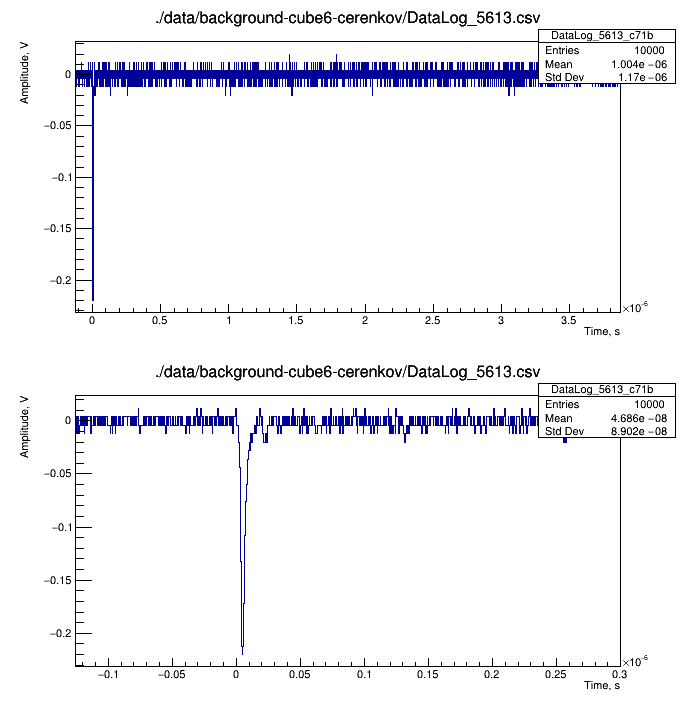 ./data/background-cube6-cerenkov/DataLog_5613.csv
DataLog_5613_c71b
Entries 10000
Mean 1.004e −06
Std Dev 1.17e −06
Amplitude, V
0
−0.05
−0.1
−0.15
−0.2
0 0.5 1 1.5 2 2.5 3 3.5
×10⁻⁶
Time, s
./data/background-cube6-cerenkov/DataLog_5613.csv
DataLog_5613_c71b
Entries 10000
Mean 4.686e −08
Std Dev 8.902e −08
Amplitude, V
0
−0.05
−0.1
−0.15
−0.2
−0.1 −0.05 0 0.05 0.1 0.15 0.2 0.25 0.3
×10⁻⁶
Time, s